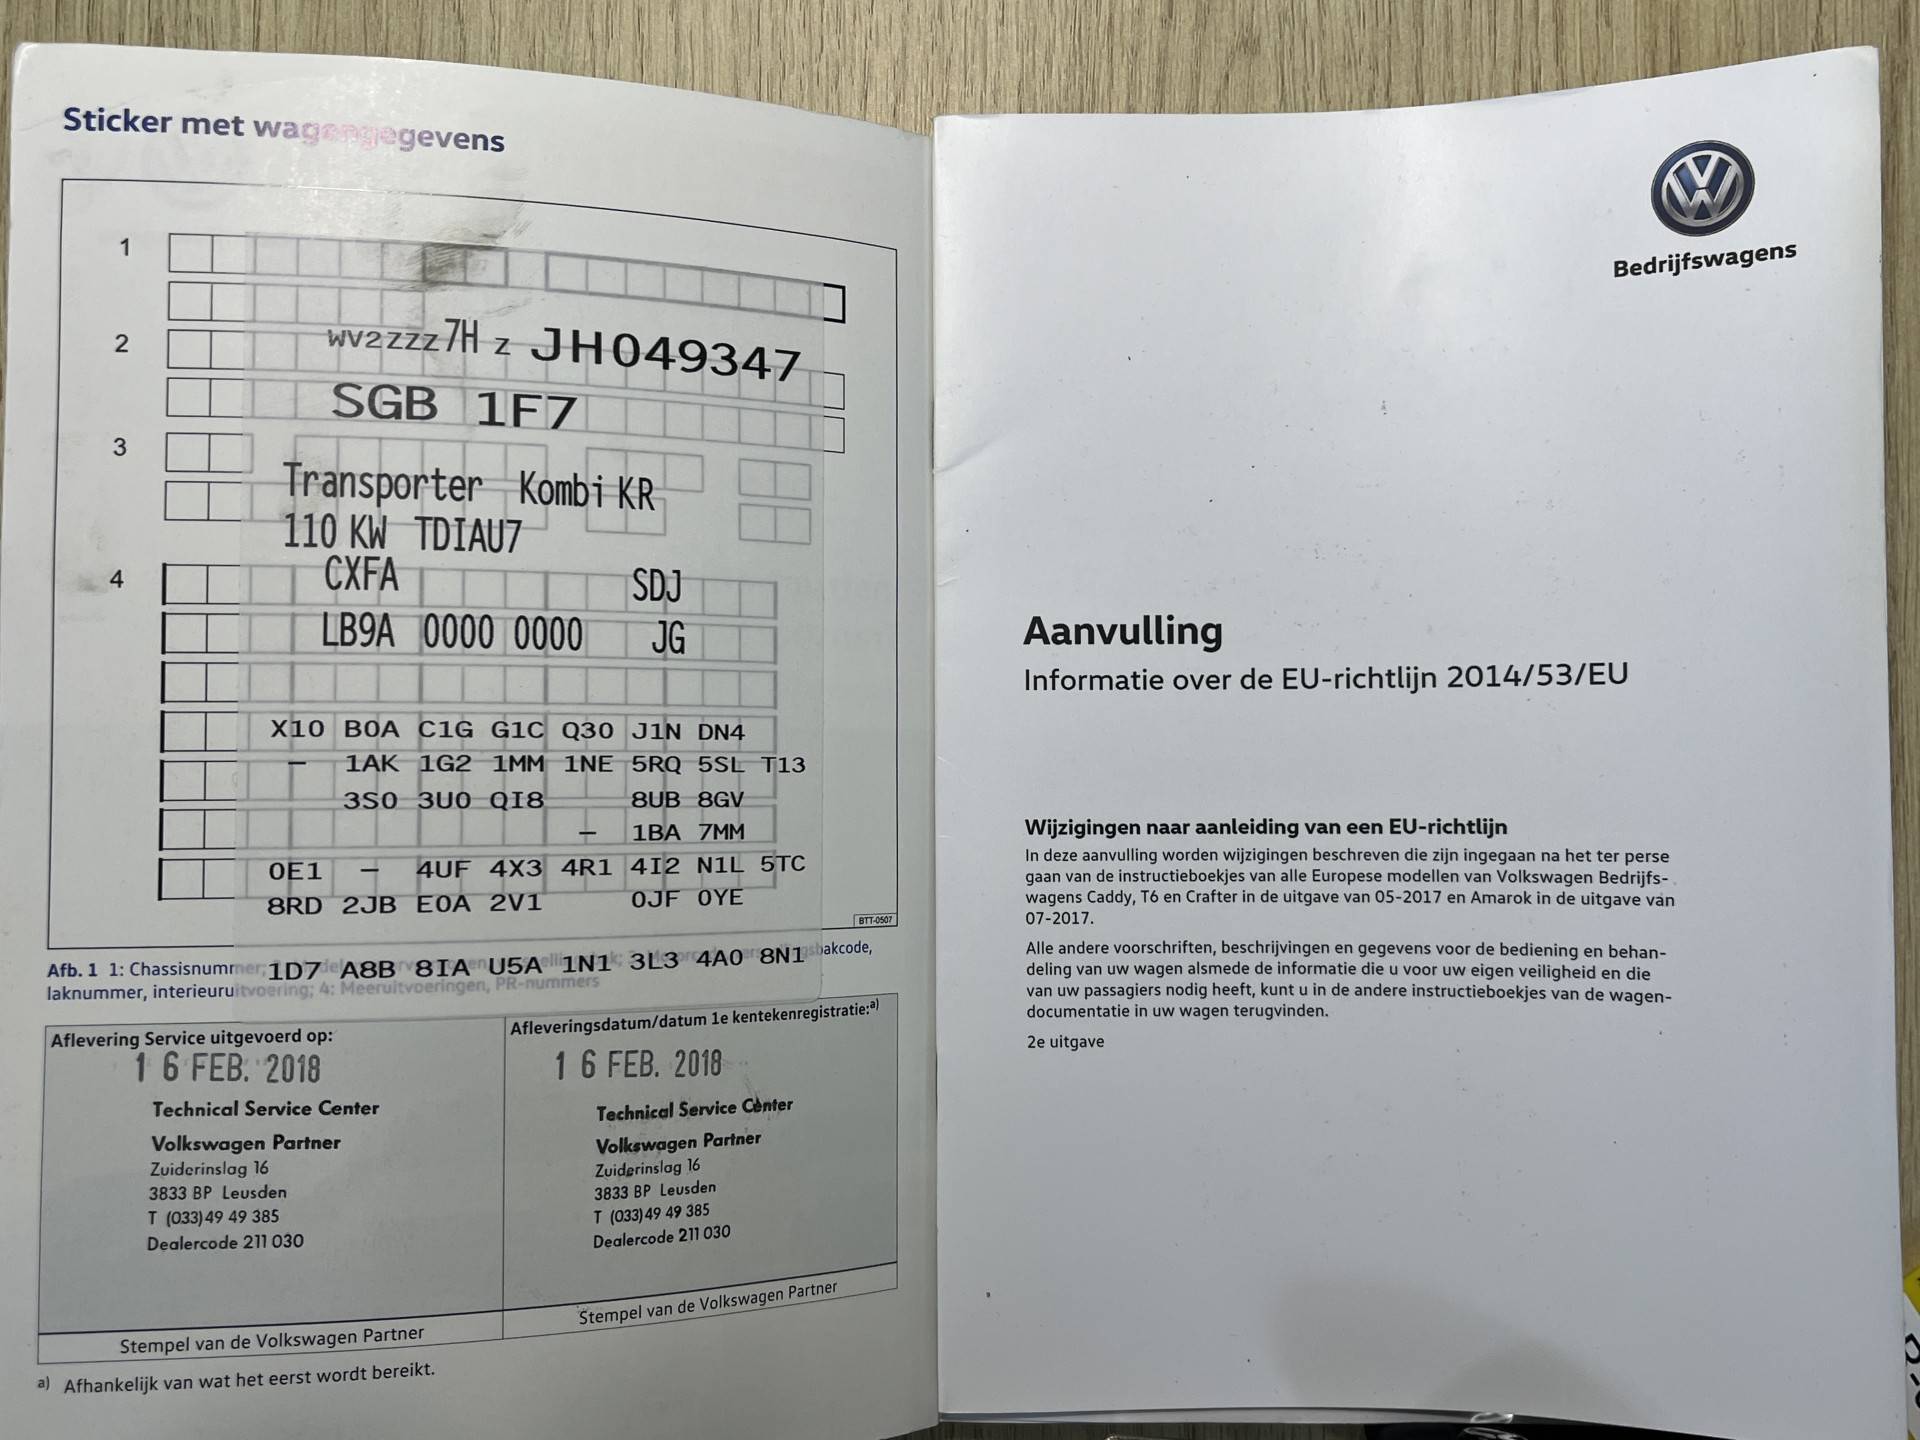 Sticker met wagengegevens
1
2
WV2ZZZ7H Z JH049347
SGB 1F7
3
Transporter Kombi KR
110 KW TDIAU7
4
CXFA SDJ
LB9A 0000 0000 JG
X10 B0A C1G G1C Q30 J1N DN4
— 1AK 1G2 1MM 1NE 5RQ 5SL T13
3S0 3U0 QI8 8UB 8GV
— 1BA 7MM
0E1 — 4UF 4X3 4R1 4I2 N1L 5TC
8RD 2JB E0A 2V1 0JF 0YE
BTT-0507
1D7 A8B 8IA U5A 1N1 3L3 4A0 8N1
Afb. 1 1: Chassisnummer; bakcode,
laknummer, interieuruitvoering; 4: Meeruitvoeringen, PR-nummers
Aflevering Service uitgevoerd op:
16 FEB. 2018
Technical Service Center
Volkswagen Partner
Zuiderinslag 16
3833 BP Leusden
T (033) 49 49 385
Dealercode 211 030
Stempel van de Volkswagen Partner
Afleveringsdatum/datum 1e kentekenregistratie:a)
16 FEB. 2018
Technical Service Center
Volkswagen Partner
Zuiderinslag 16
3833 BP Leusden
T (033) 49 49 385
Dealercode 211 030
Stempel van de Volkswagen Partner
a) Afhankelijk van wat het eerst wordt bereikt.
Bedrijfswagens
Aanvulling
Informatie over de EU-richtlijn 2014/53/EU
Wijzigingen naar aanleiding van een EU-richtlijn
In deze aanvulling worden wijzigingen beschreven die zijn ingegaan na het ter perse
gaan van de instructieboekjes van alle Europese modellen van Volkswagen Bedrijfs-
wagens Caddy, T6 en Crafter in de uitgave van 05-2017 en Amarok in de uitgave van
07-2017.
Alle andere voorschriften, beschrijvingen en gegevens voor de bediening en behan-
deling van uw wagen alsmede de informatie die u voor uw eigen veiligheid en die
van uw passagiers nodig heeft, kunt u in de andere instructieboekjes van de wagen-
documentatie in uw wagen terugvinden.
2e uitgave